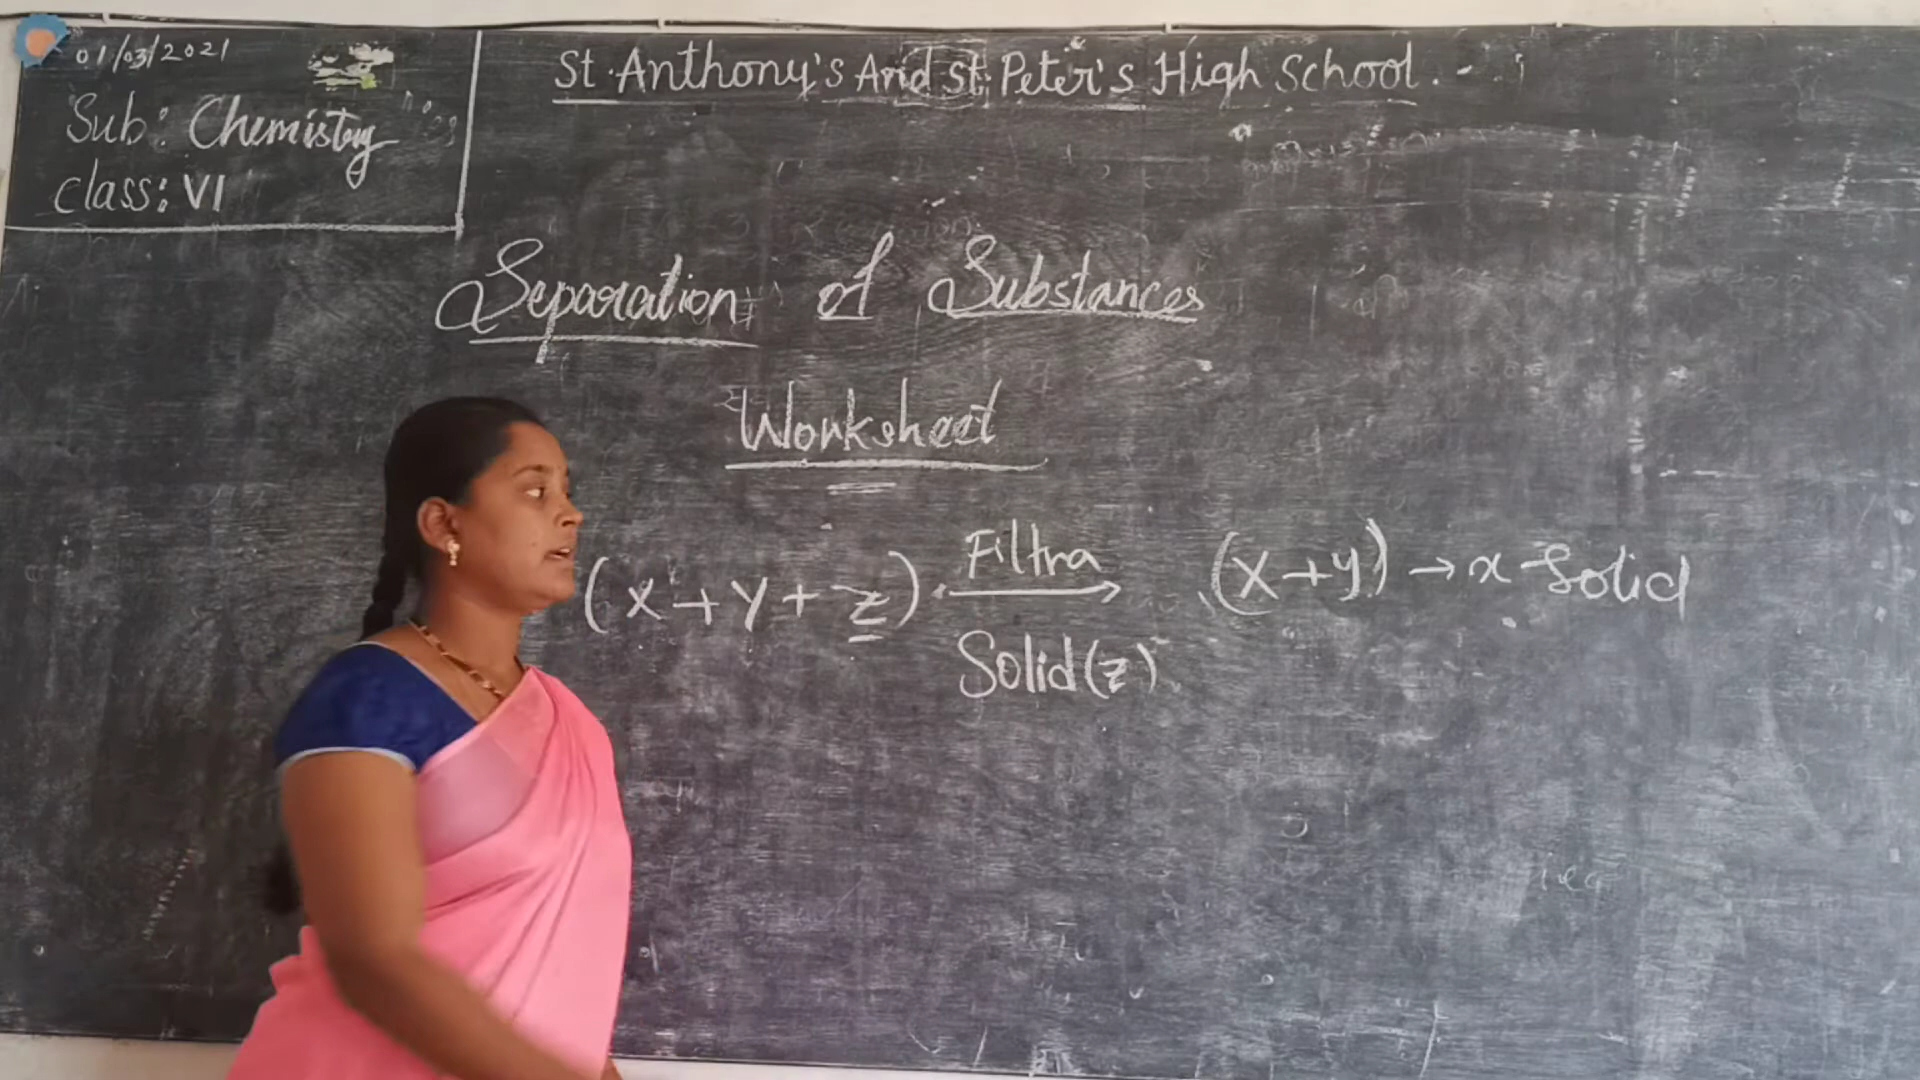 01/03/2021
Sub: Chemistry
Class: VI
St. Anthony's And St. Peter's High School.
Separation of Substances
Worksheet
(x + y + z) Filtra → (x + y) → x - Solid
Solid (z)